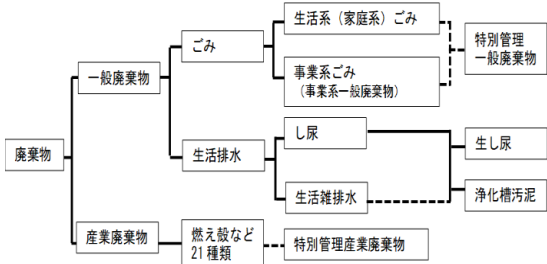 廃棄物
一般廃棄物
ごみ
生活系（家庭系）ごみ
事業系ごみ
（事業系一般廃棄物）
特別管理
一般廃棄物
生活排水
し尿
生活雑排水
生し尿
浄化槽汚泥
産業廃棄物
燃え殻など
21種類
特別管理産業廃棄物